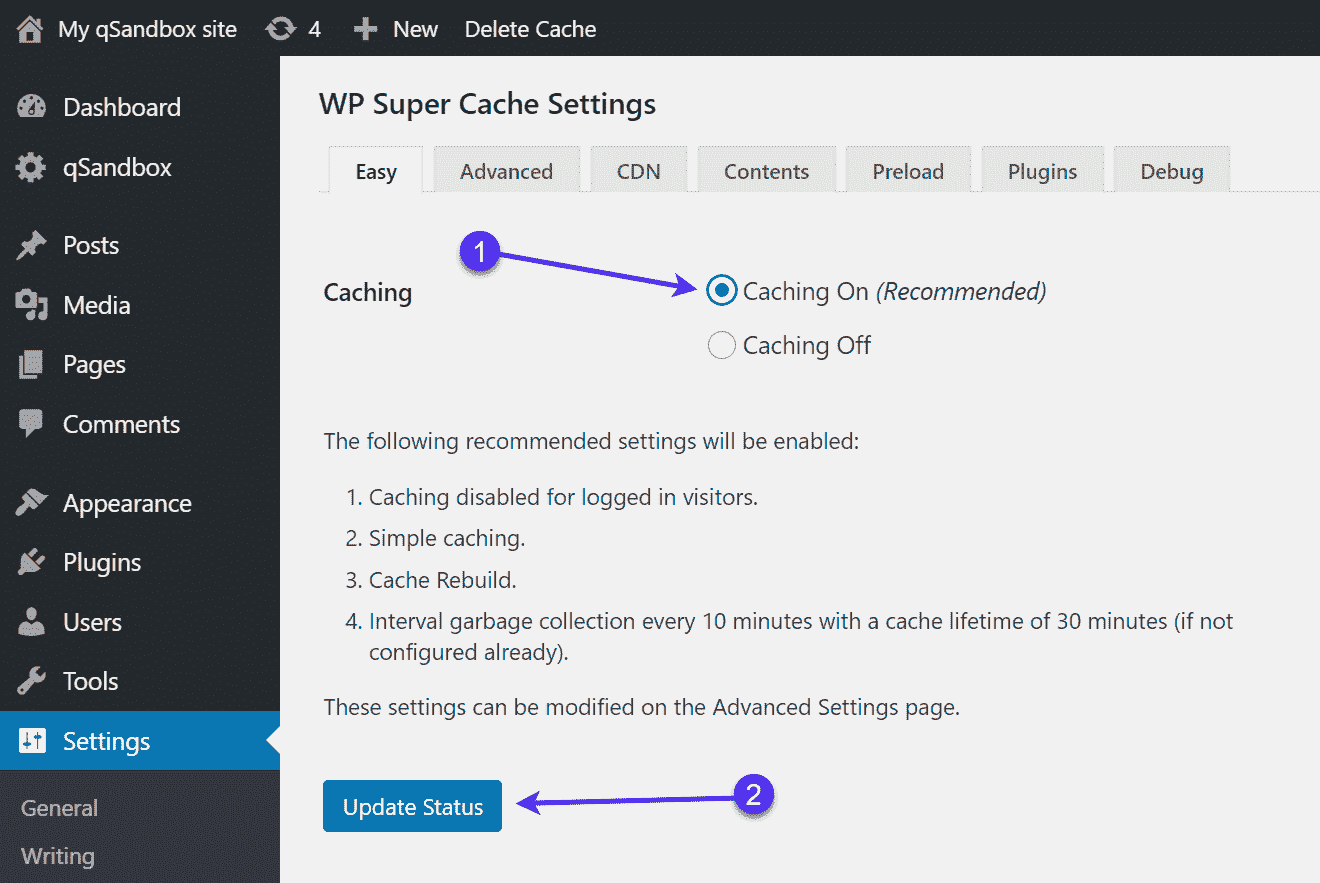 My qSandbox site 4 New Delete Cache
Dashboard
qSandbox
Posts
Media
Pages
Comments
Appearance
Plugins
Users
Tools
Settings
General
Writing
WP Super Cache Settings
Easy Advanced CDN Contents Preload Plugins Debug
1
Caching
Caching On (Recommended)
Caching Off
The following recommended settings will be enabled:
1. Caching disabled for logged in visitors.
2. Simple caching.
3. Cache Rebuild.
4. Interval garbage collection every 10 minutes with a cache lifetime of 30 minutes (if not
configured already).
These settings can be modified on the Advanced Settings page.
Update Status
2